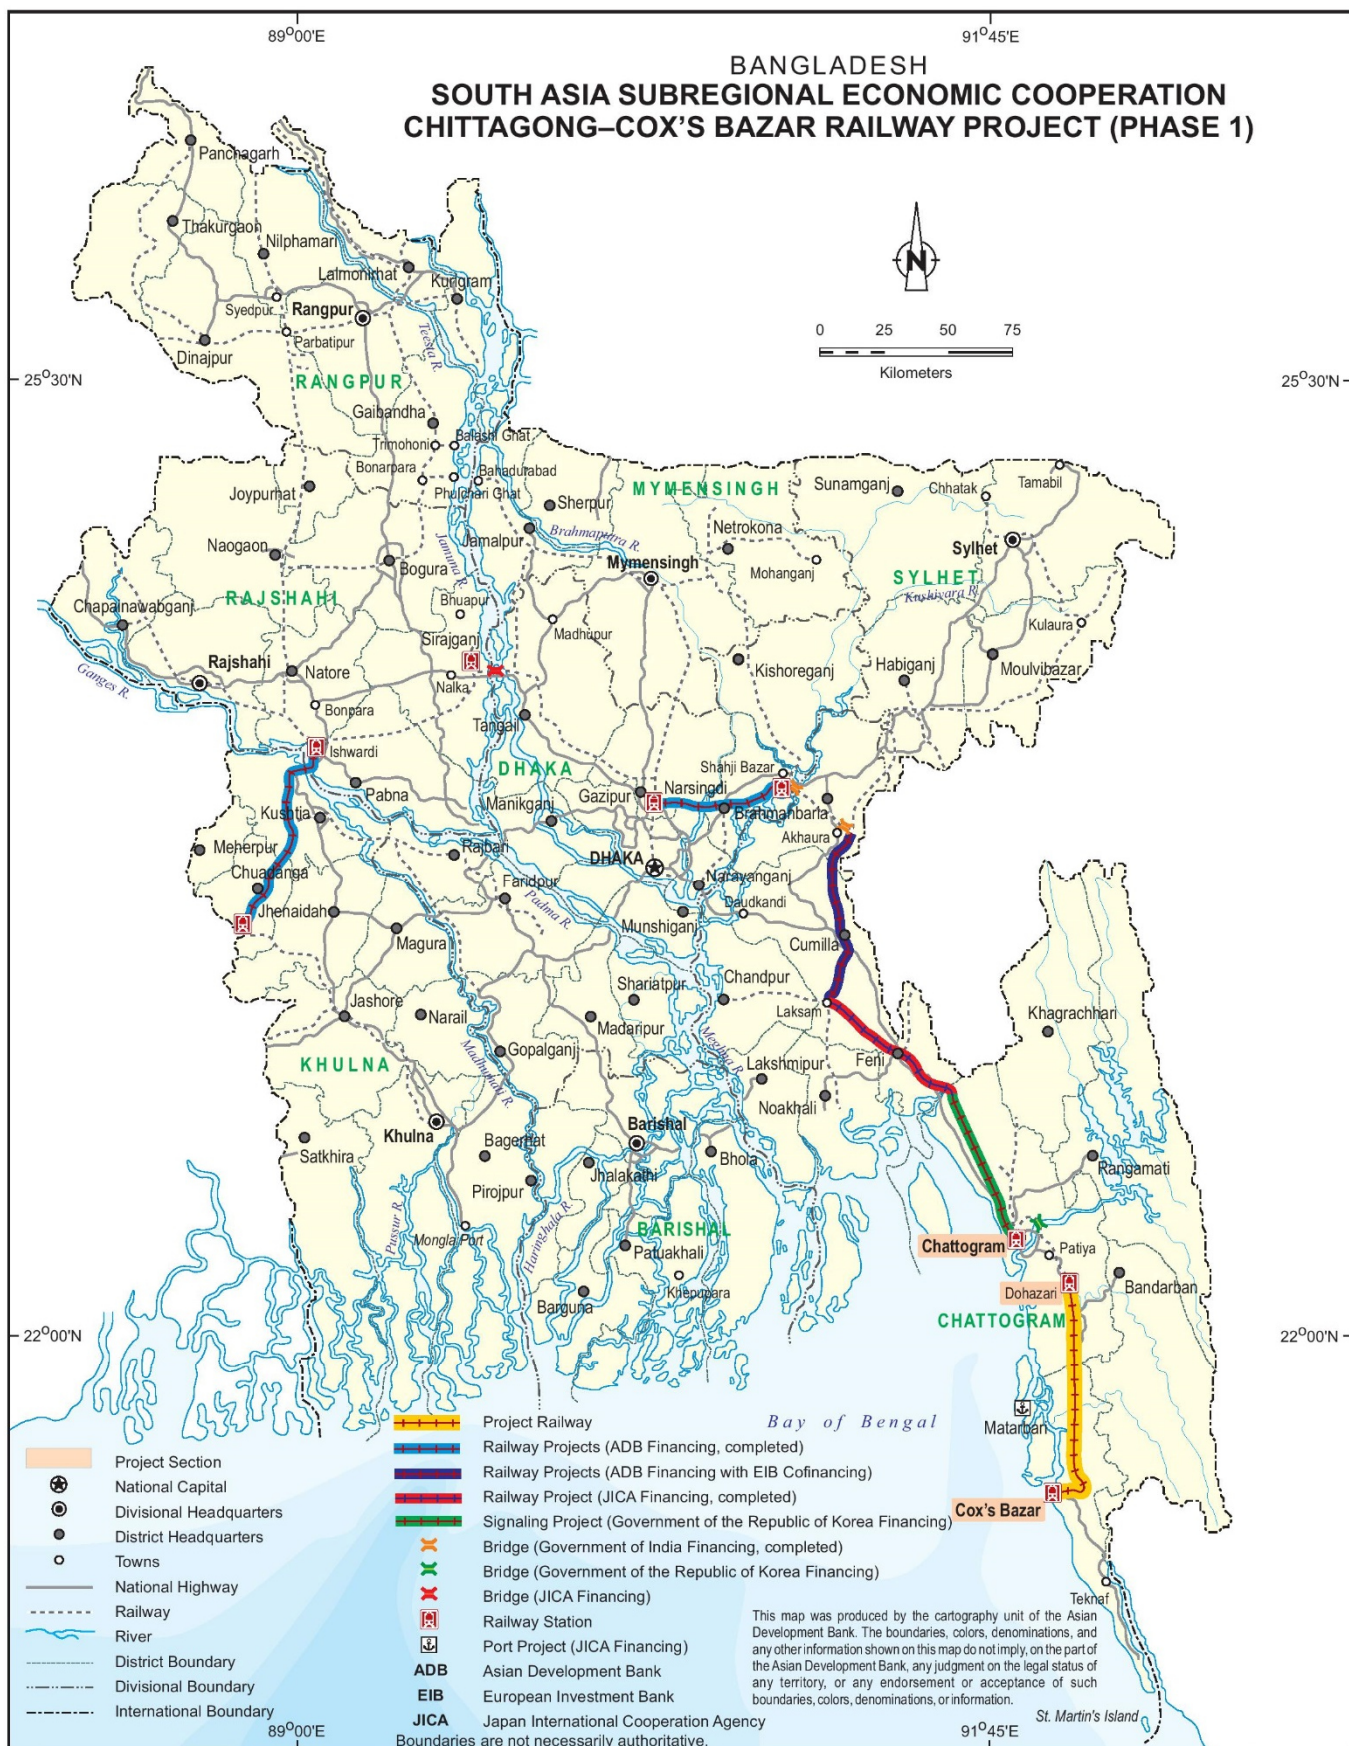 89°00'E
91°45'E
BANGLADESH
SOUTH ASIA SUBREGIONAL ECONOMIC COOPERATION
CHITTAGONG–COX'S BAZAR RAILWAY PROJECT (PHASE 1)
Panchagarh
Thakurgaon
Nilphamari
Lalmonirhat
Kurigram
N
Syedpur
Rangpur
Teesta R.
Parbatipur
Dinajpur
0 25 50 75
Kilometers
25°30'N
RANGPUR
25°30'N
Gaibandha
Trimohoni
Balashi Ghat
Bonarpara
Bahadurabad
Phulchari Ghat
Joypurhat
Sherpur
MYMENSINGH
Sunamganj
Chhatak
Tamabil
Naogaon
Jamalpur
Brahmaputra R.
Netrokona
Sylhet
Bogura
Jamuna R.
Mymensingh
Mohanganj
SYLHET
Kushiyara R.
RAJSHAHI
Chapainawabganj
Bhuapur
Madhupur
Kulaura
Sirajganj
Rajshahi
Natore
Nalka
Kishoreganj
Habiganj
Moulvibazar
Ganges R.
Bonpara
Tangail
Ishwardi
DHAKA
Shahji Bazar
Pabna
Manikganj
Gazipur
Narsingdi
Kushtia
Brahmanbaria
Akhaura
Meherpur
Rajbari
DHAKA
Chuadanga
Faridpur
Narayanganj
Jhenaidah
Padma R.
Daudkandi
Munshiganj
Magura
Cumilla
Shariatpur
Chandpur
Jashore
Narail
Madaripur
Laksam
Khagrachhari
Meghna R.
KHULNA
Gopalganj
Madhumati R.
Lakshmipur
Feni
Noakhali
Khulna
Barishal
Satkhira
Bagerhat
Jhalakathi
Bhola
Rangamati
Pirojpur
Pussur R.
Mongla Port
Haringhala R.
BARISHAL
Patuakhali
Chattogram
Patiya
Barguna
Khepupara
Dohazari
Bandarban
CHATTOGRAM
22°00'N
22°00'N
Matarbari
Bay of Bengal
Cox's Bazar
Teknaf
St. Martin's Island
Project Section
National Capital
Divisional Headquarters
District Headquarters
Towns
National Highway
Railway
River
District Boundary
Divisional Boundary
International Boundary
Project Railway
Railway Projects (ADB Financing, completed)
Railway Projects (ADB Financing with EIB Cofinancing)
Railway Project (JICA Financing, completed)
Signaling Project (Government of the Republic of Korea Financing)
Bridge (Government of India Financing, completed)
Bridge (Government of the Republic of Korea Financing)
Bridge (JICA Financing)
Railway Station
Port Project (JICA Financing)
ADB Asian Development Bank
EIB European Investment Bank
JICA Japan International Cooperation Agency
Boundaries are not necessarily authoritative.
This map was produced by the cartography unit of the Asian
Development Bank. The boundaries, colors, denominations, and
any other information shown on this map do not imply, on the part of
the Asian Development Bank, any judgment on the legal status of
any territory, or any endorsement or acceptance of such
boundaries, colors, denominations, or information.
89°00'E
91°45'E